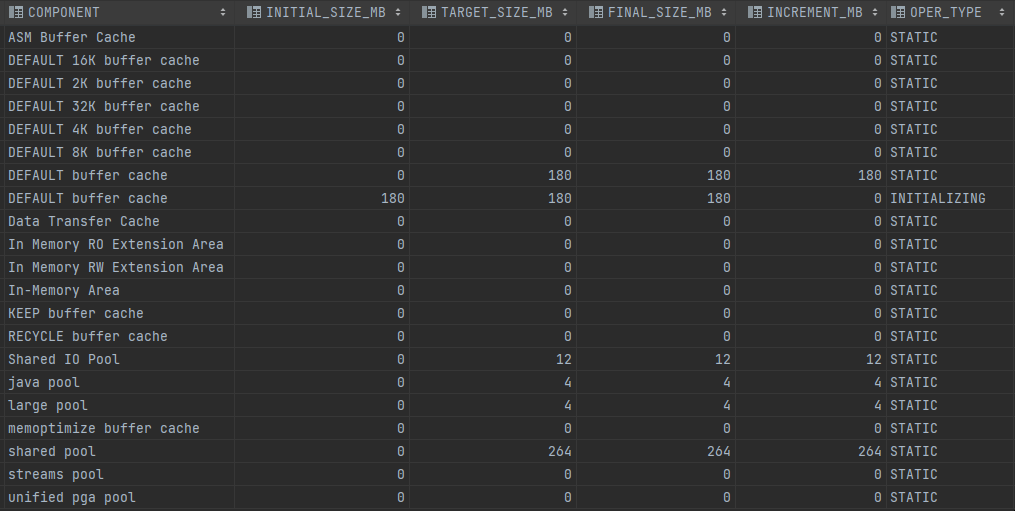 COMPONENT INITIAL_SIZE_MB TARGET_SIZE_MB FINAL_SIZE_MB INCREMENT_MB OPER_TYPE
ASM Buffer Cache 0 0 0 0 STATIC
DEFAULT 16K buffer cache 0 0 0 0 STATIC
DEFAULT 2K buffer cache 0 0 0 0 STATIC
DEFAULT 32K buffer cache 0 0 0 0 STATIC
DEFAULT 4K buffer cache 0 0 0 0 STATIC
DEFAULT 8K buffer cache 0 0 0 0 STATIC
DEFAULT buffer cache 0 180 180 180 STATIC
DEFAULT buffer cache 180 180 180 0 INITIALIZING
Data Transfer Cache 0 0 0 0 STATIC
In Memory RO Extension Area 0 0 0 0 STATIC
In Memory RW Extension Area 0 0 0 0 STATIC
In-Memory Area 0 0 0 0 STATIC
KEEP buffer cache 0 0 0 0 STATIC
RECYCLE buffer cache 0 0 0 0 STATIC
Shared IO Pool 0 12 12 12 STATIC
java pool 0 4 4 4 STATIC
large pool 0 4 4 4 STATIC
memoptimize buffer cache 0 0 0 0 STATIC
shared pool 0 264 264 264 STATIC
streams pool 0 0 0 0 STATIC
unified pga pool 0 0 0 0 STATIC